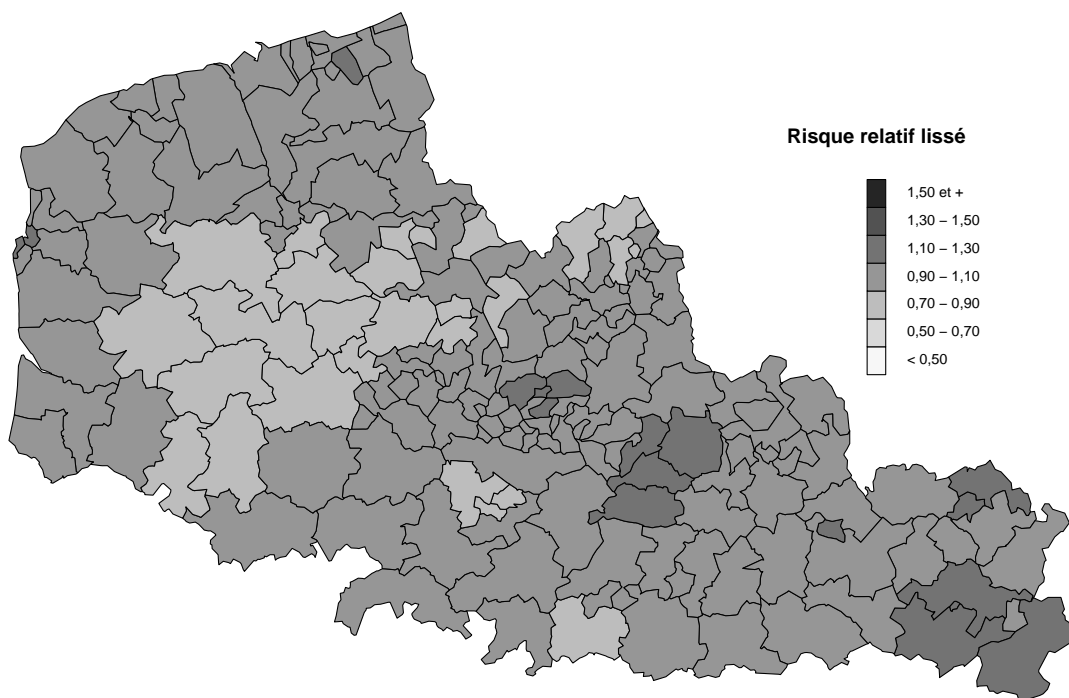 Risque relatif lissé
1,50 et +
1,30 – 1,50
1,10 – 1,30
0,90 – 1,10
0,70 – 0,90
0,50 – 0,70
< 0,50